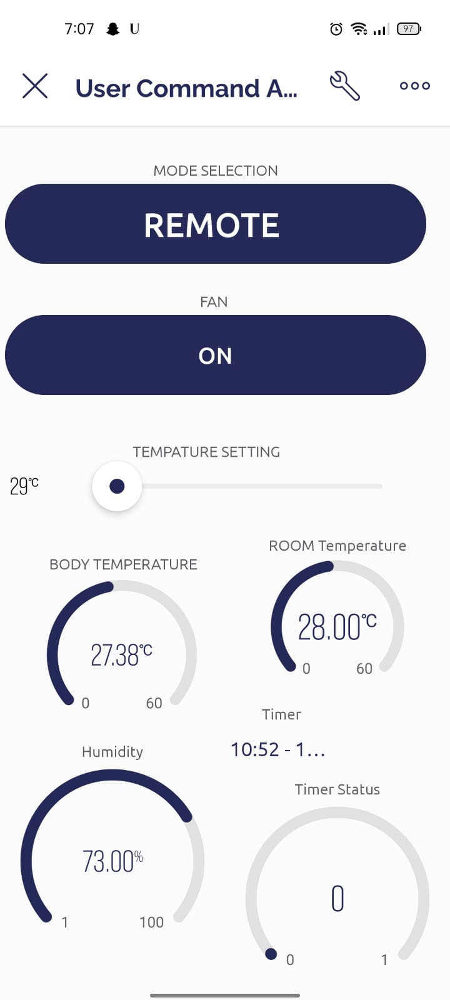 7:07 U 97
User Command A...
MODE SELECTION
REMOTE
FAN
ON
TEMPATURE SETTING
29°C
ROOM Temperature
BODY TEMPERATURE
28.00°C
0 60
27.38°C
0 60
Timer
10:52 - 1...
Humidity
Timer Status
73.00%
1 100
0
0 1